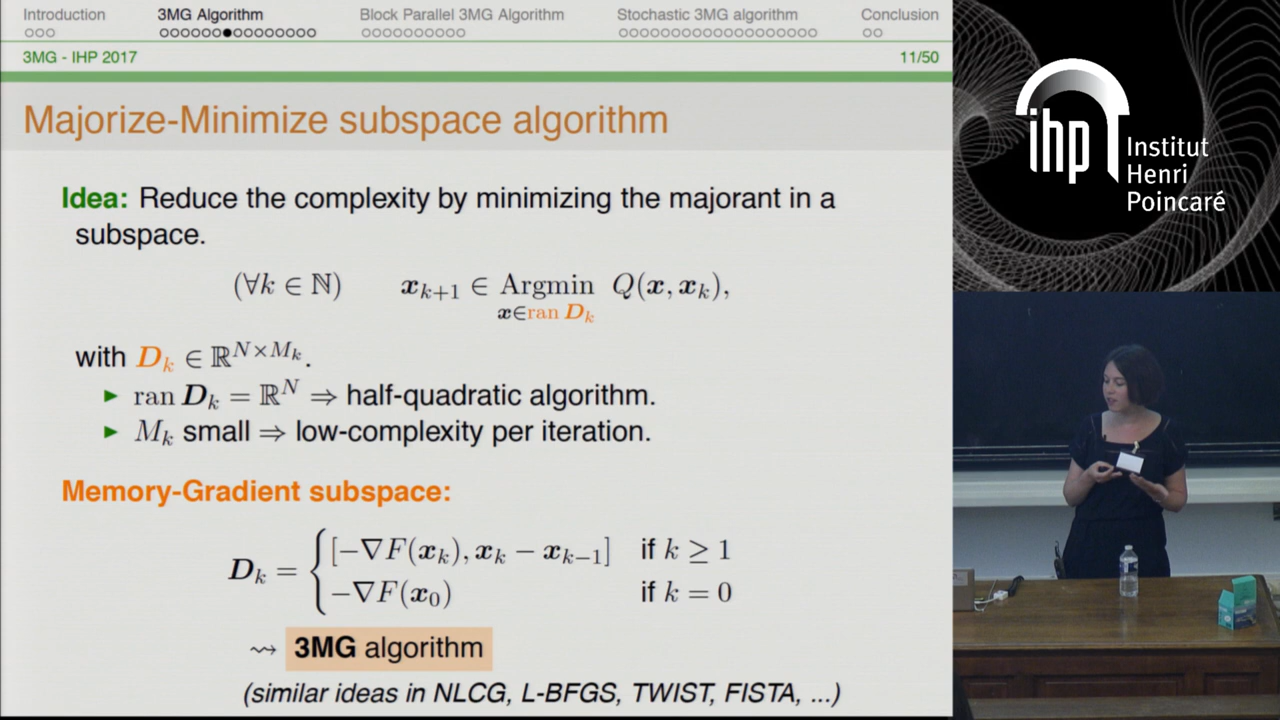 Introduction 3MG Algorithm Block Parallel 3MG Algorithm Stochastic 3MG algorithm Conclusion
3MG - IHP 2017 11/50
Majorize-Minimize subspace algorithm
Idea: Reduce the complexity by minimizing the majorant in a
subspace.
(∀k ∈ ℕ) x_{k+1} ∈ Argmin Q(x, x_k),
x∈ran D_k
with D_k ∈ ℝ^{N×M_k}.
► ran D_k = ℝ^N ⇒ half-quadratic algorithm.
► M_k small ⇒ low-complexity per iteration.
Memory-Gradient subspace:
D_k = { [−∇F(x_k), x_k − x_{k−1}] if k ≥ 1
−∇F(x_0) if k = 0
⇝ 3MG algorithm
(similar ideas in NLCG, L-BFGS, TWIST, FISTA, ...)
ihp
Institut
Henri
Poincaré